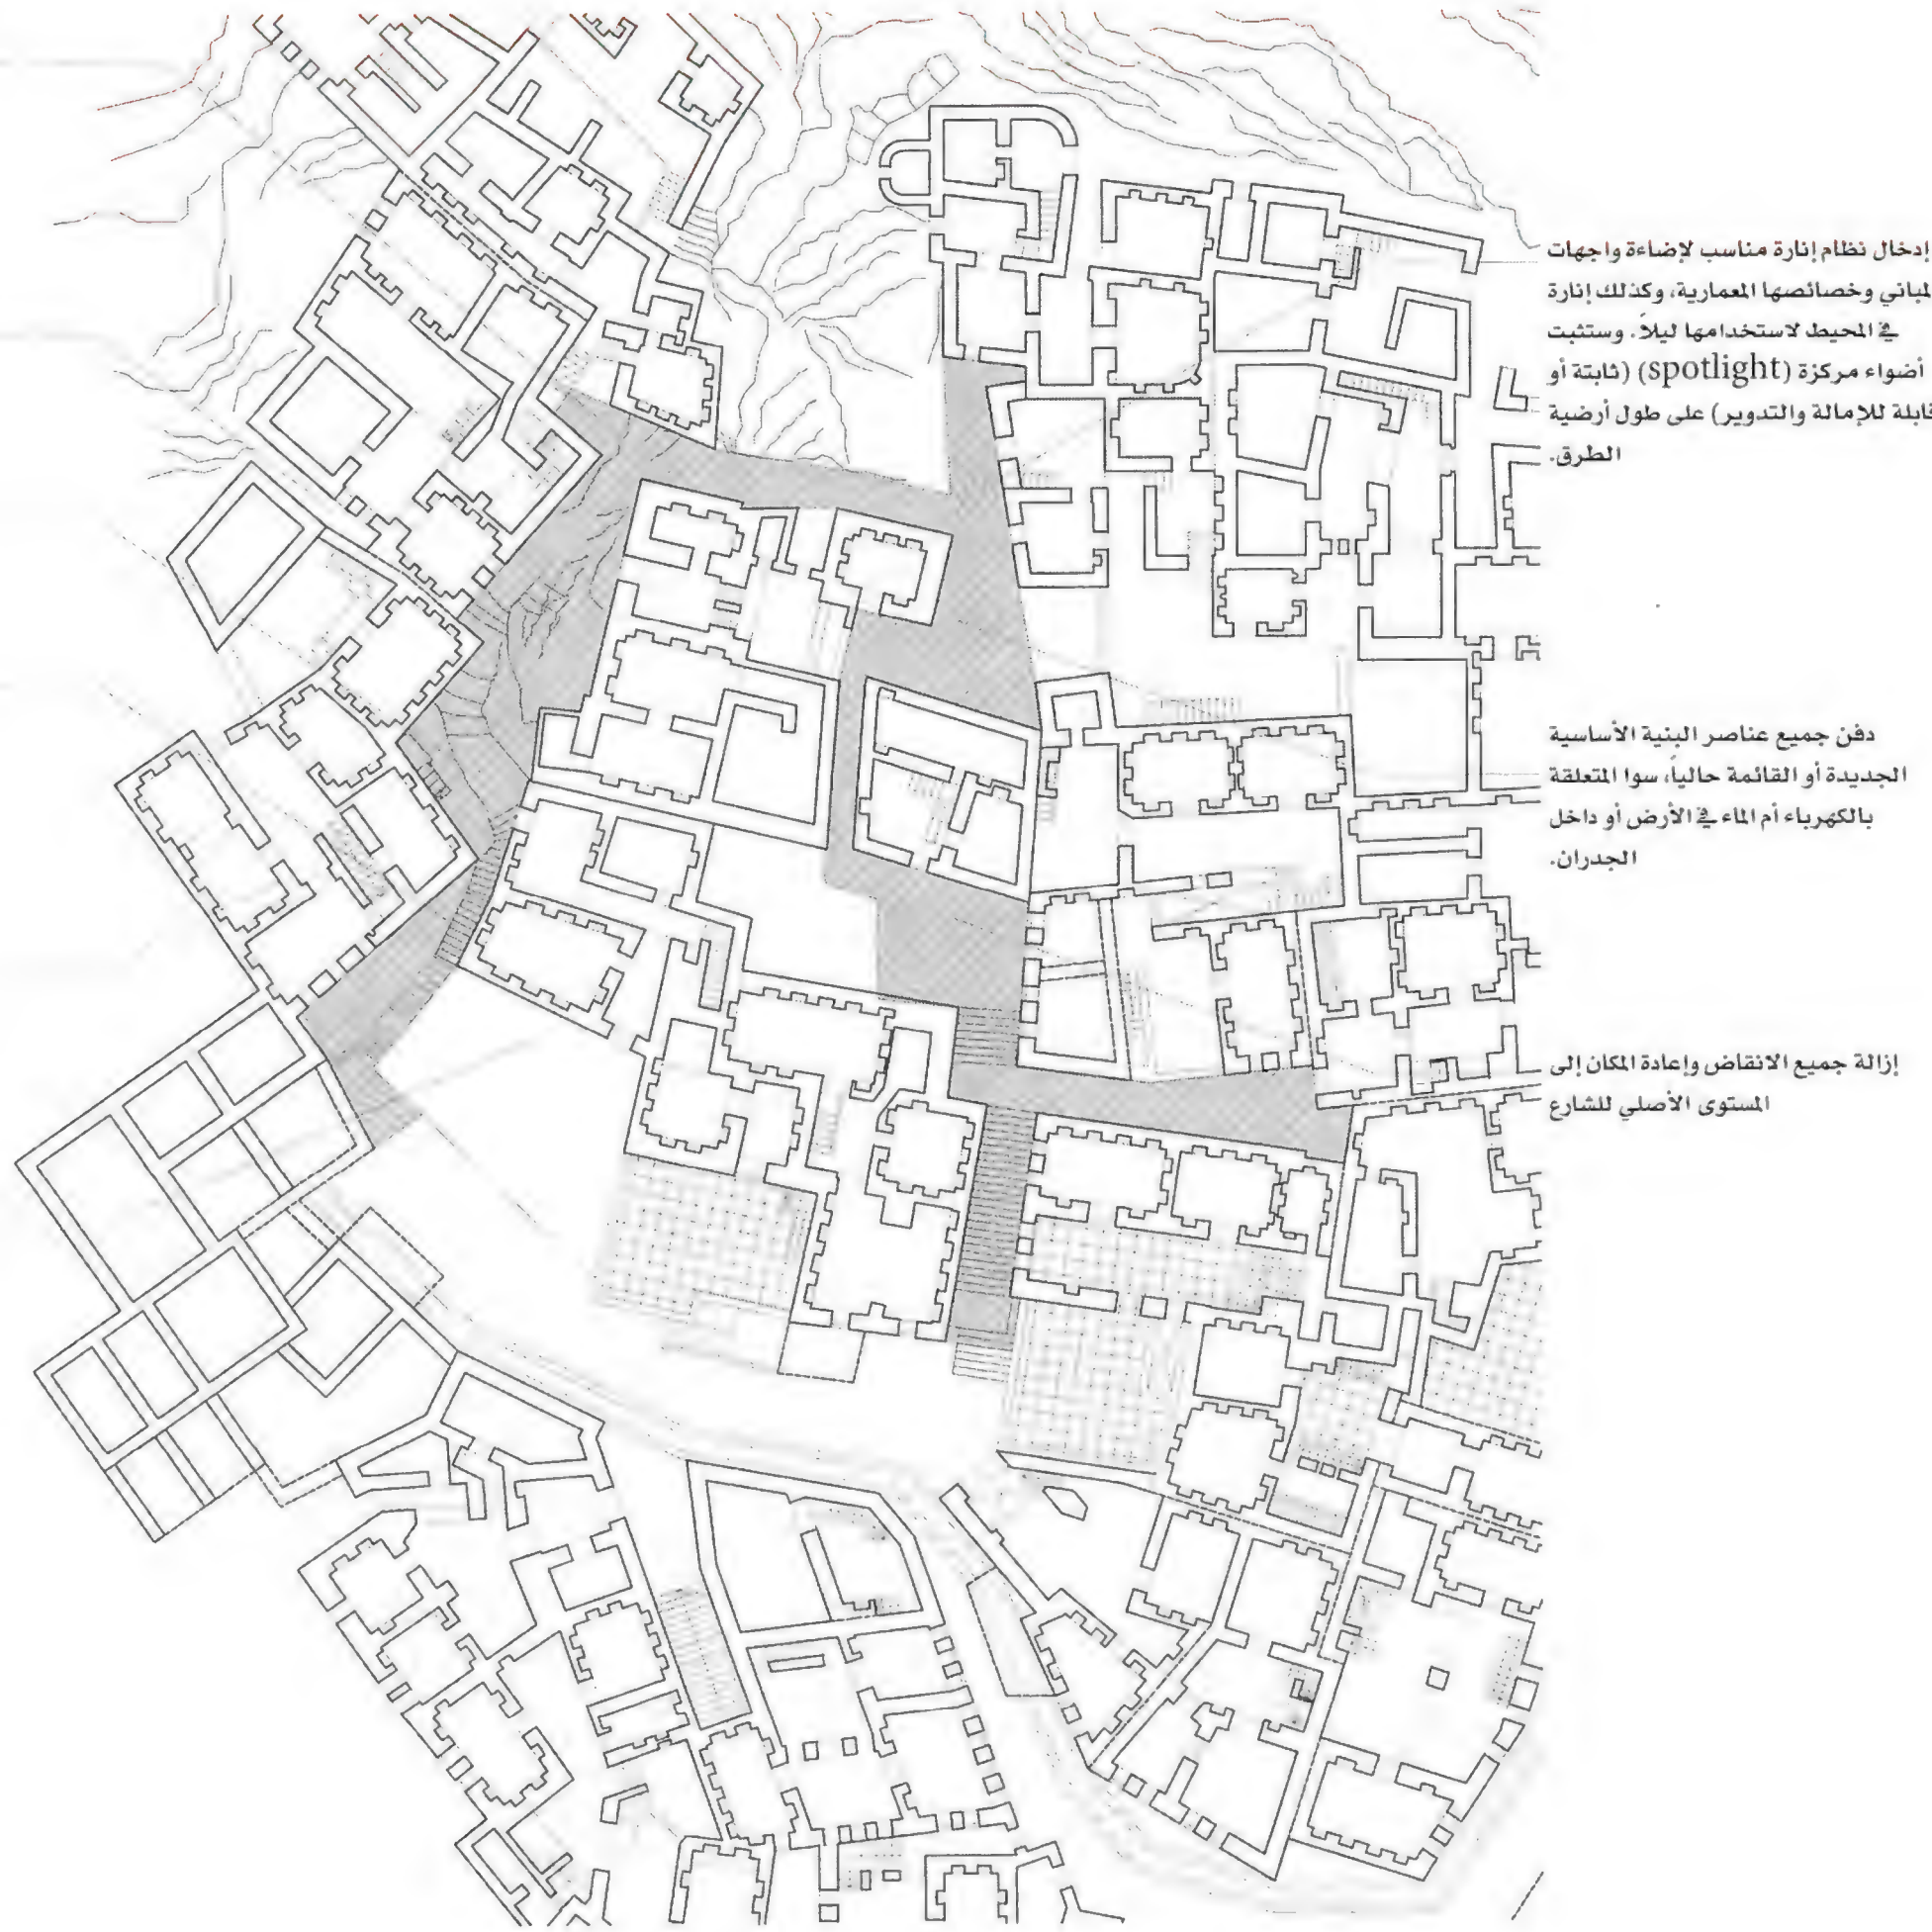 إدخال نظام إنارة مناسب لإضاءة واجهات
لمباني وخصائصها المعمارية، وكذلك إنارة
في المحيط لاستخدامها ليلاً. وستثبت
أضواء مركزة (spotlight) (ثابتة أو
قابلة للإمالة والتدوير) على طول أرضية
الطرق.
دفن جميع عناصر البنية الأساسية
الجديدة أو القائمة حالياً، سوا المتعلقة
بالكهرباء أم الماء في الأرض أو داخل
الجدران.
إزالة جميع الانقاض وإعادة المكان إلى
المستوى الأصلي للشارع